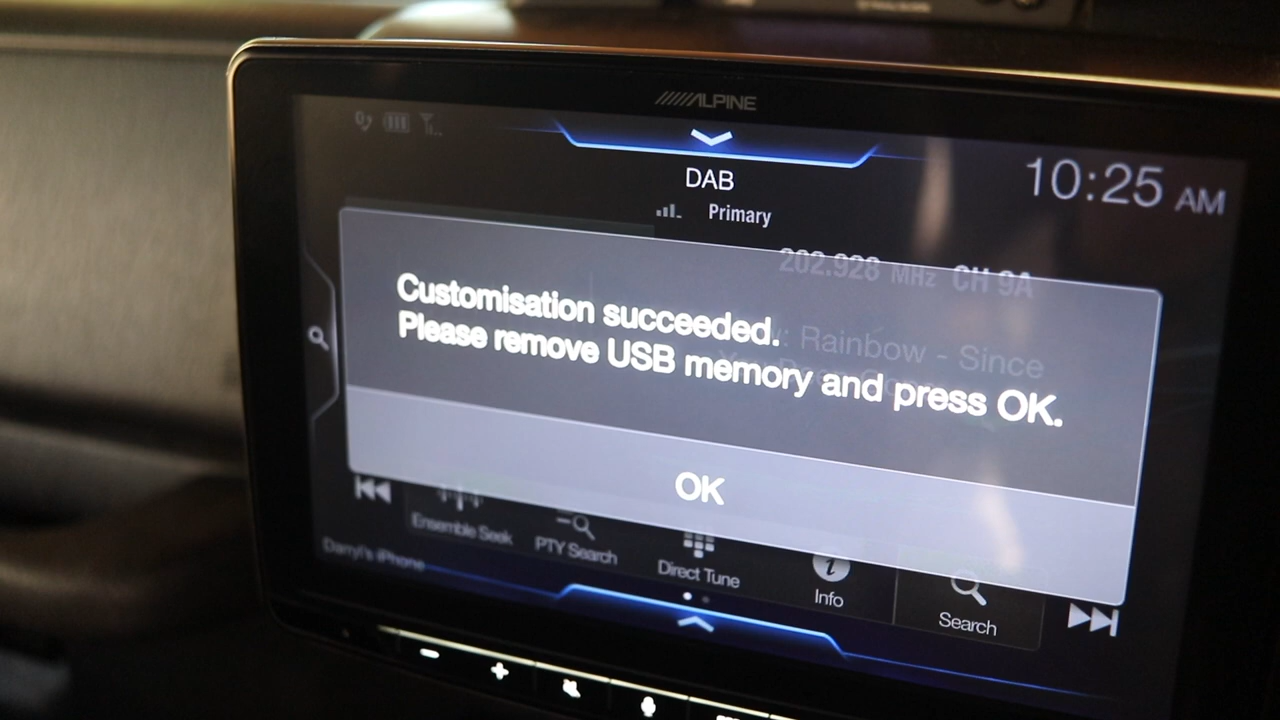 ALPINE
10:25 AM
DAB
Primary
202.928 MHz CH 9A
Customisation succeeded.
Rainbow - Since
Please remove USB memory and press OK.
OK
Ensemble Seek
PTY Search
Direct Tune
Info
Search
Darryl's iPhone